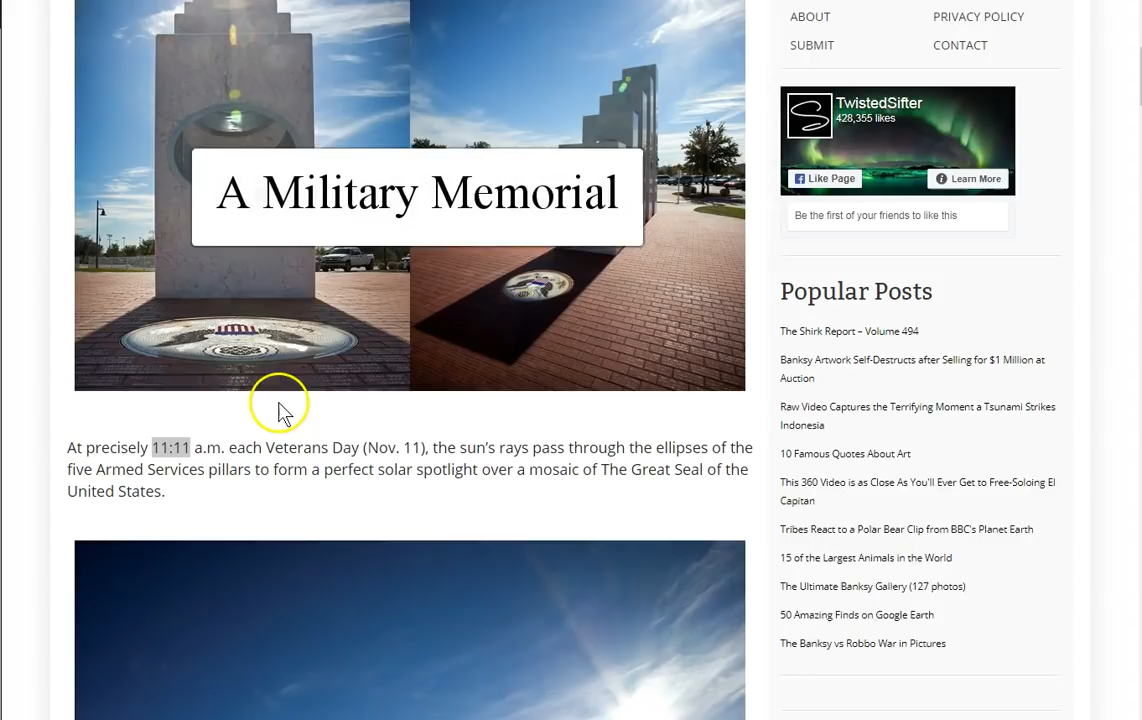 ABOUT
PRIVACY POLICY
SUBMIT
CONTACT
TwistedSifter
428,355 likes
Like Page
Learn More
Be the first of your friends to like this
A Military Memorial
At precisely 11:11 a.m. each Veterans Day (Nov. 11), the sun’s rays pass through the ellipses of the
five Armed Services pillars to form a perfect solar spotlight over a mosaic of The Great Seal of the
United States.
Popular Posts
The Shirk Report – Volume 494
Banksy Artwork Self-Destructs after Selling for $1 Million at
Auction
Raw Video Captures the Terrifying Moment a Tsunami Strikes
Indonesia
10 Famous Quotes About Art
This 360 Video is as Close As You'll Ever Get to Free-Soloing El
Capitan
Tribes React to a Polar Bear Clip from BBC's Planet Earth
15 of the Largest Animals in the World
The Ultimate Banksy Gallery (127 photos)
50 Amazing Finds on Google Earth
The Banksy vs Robbo War in Pictures